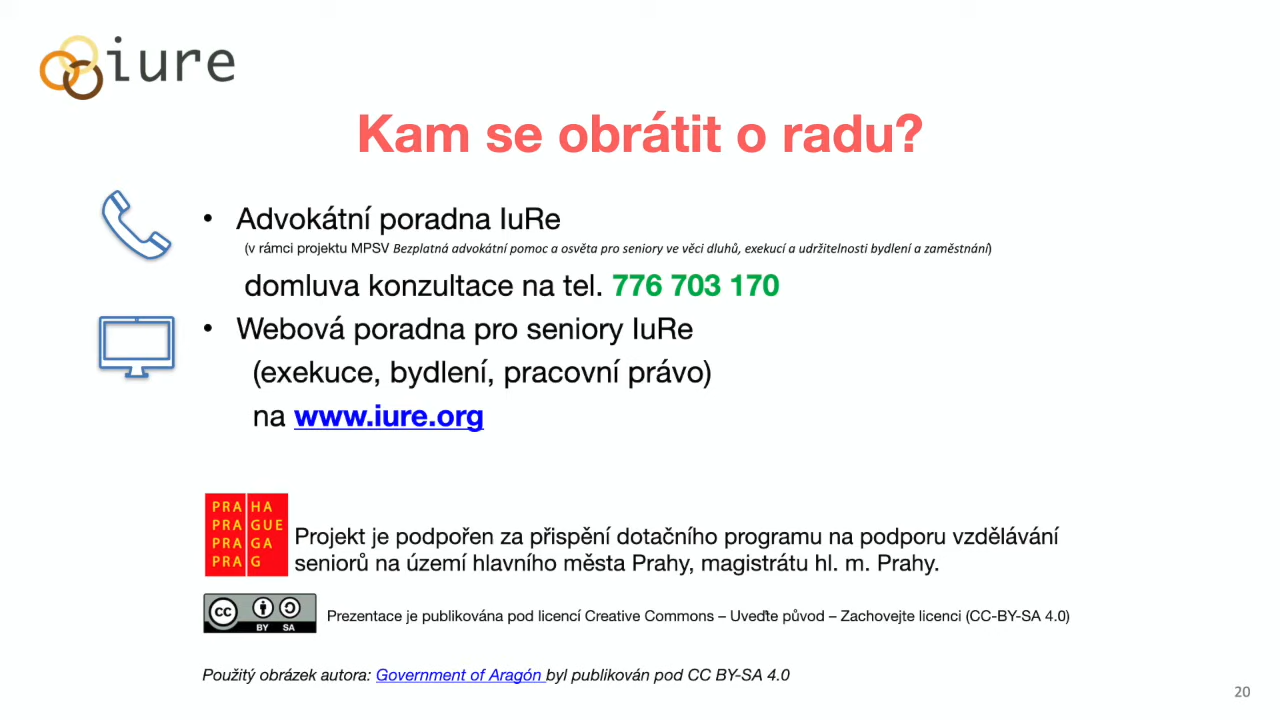 iure
Kam se obrátit o radu?
• Advokátní poradna IuRe
(v rámci projektu MPSV Bezplatná advokátní pomoc a osvěta pro seniory ve věci dluhů, exekucí a udržitelnosti bydlení a zaměstnání)
domluva konzultace na tel. 776 703 170
• Webová poradna pro seniory IuRe
(exekuce, bydlení, pracovní právo)
na www.iure.org
PRA HA
PRA GUE
PRA GA
PRA G
Projekt je podpořen za přispění dotačního programu na podporu vzdělávání
seniorů na území hlavního města Prahy, magistrátu hl. m. Prahy.
cc BY SA
Prezentace je publikována pod licencí Creative Commons – Uveďte původ – Zachovejte licenci (CC-BY-SA 4.0)
Použitý obrázek autora: Government of Aragón byl publikován pod CC BY-SA 4.0
20